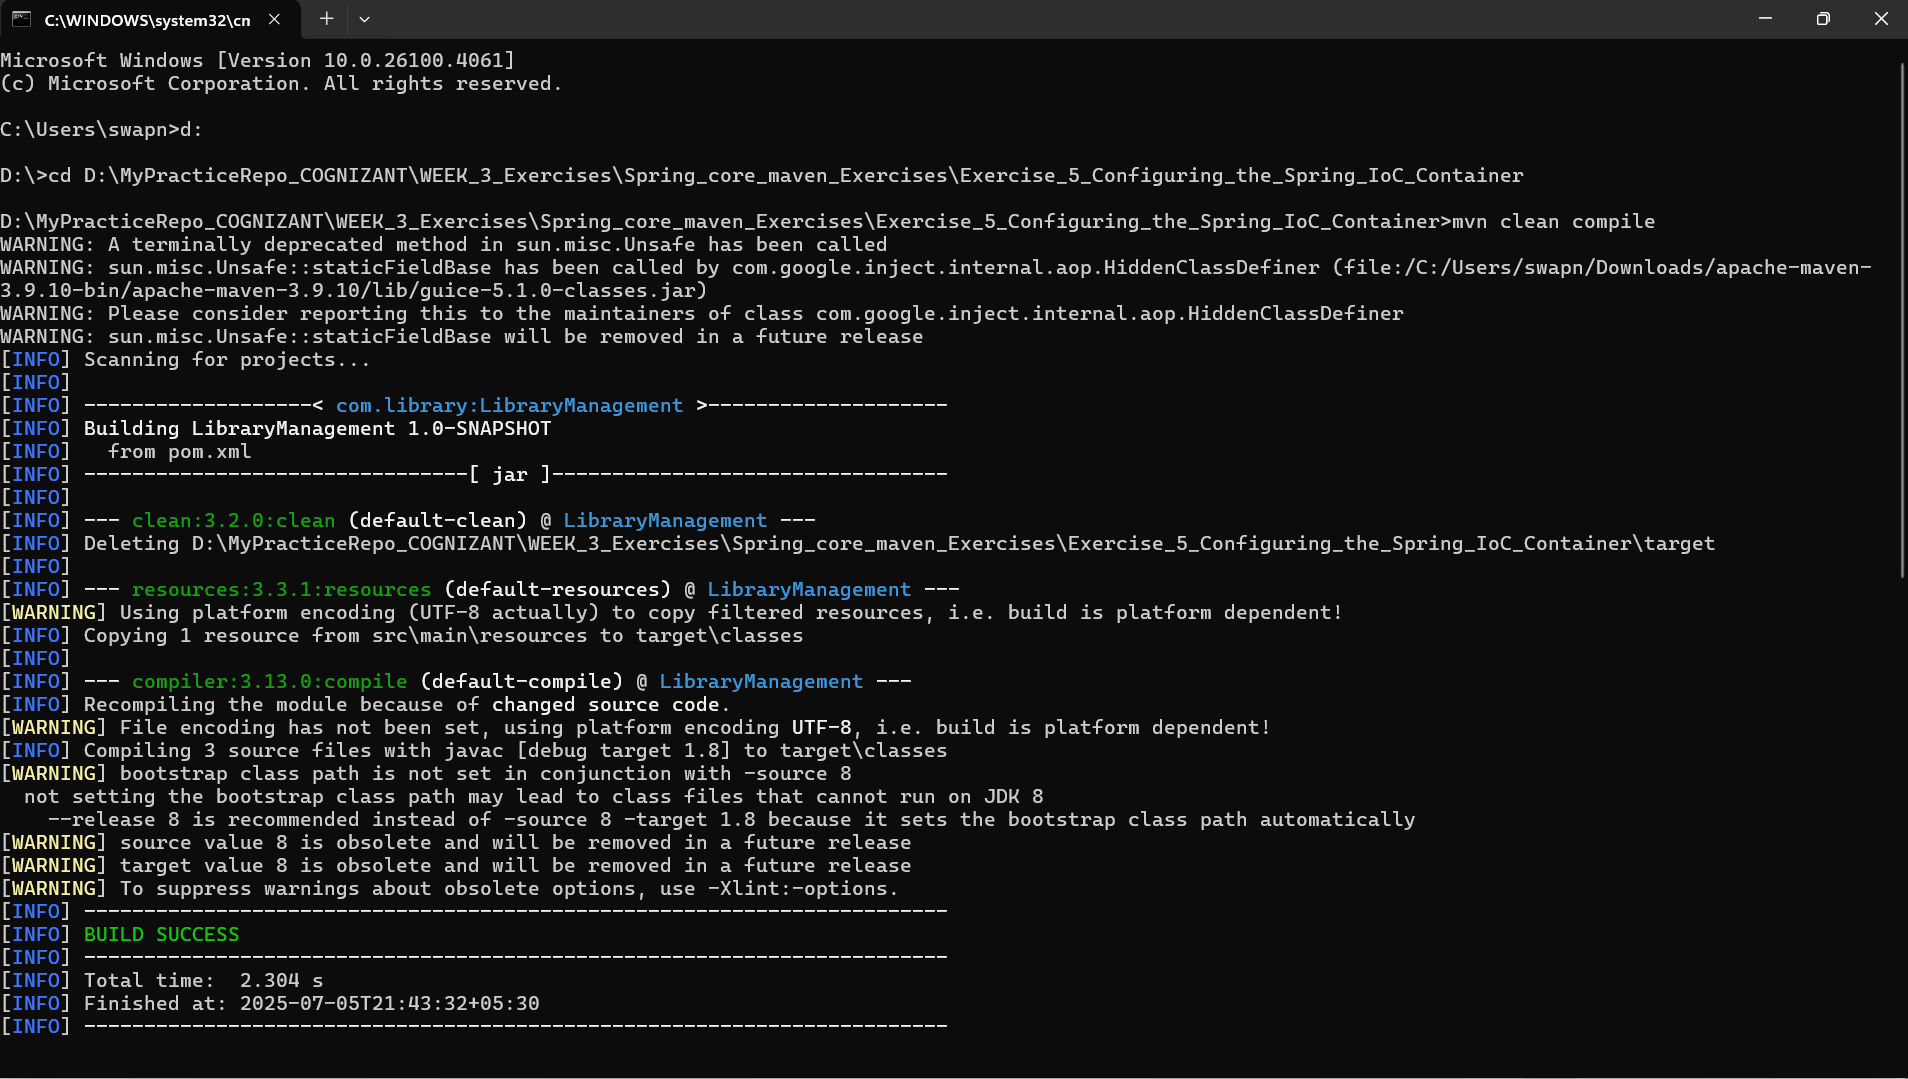 C:\WINDOWS\system32\cn
Microsoft Windows [Version 10.0.26100.4061]
(c) Microsoft Corporation. All rights reserved.
C:\Users\swapn>d:
D:\>cd D:\MyPracticeRepo_COGNIZANT\WEEK_3_Exercises\Spring_core_maven_Exercises\Exercise_5_Configuring_the_Spring_IoC_Container
D:\MyPracticeRepo_COGNIZANT\WEEK_3_Exercises\Spring_core_maven_Exercises\Exercise_5_Configuring_the_Spring_IoC_Container>mvn clean compile
WARNING: A terminally deprecated method in sun.misc.Unsafe has been called
WARNING: sun.misc.Unsafe::staticFieldBase has been called by com.google.inject.internal.aop.HiddenClassDefiner (file:/C:/Users/swapn/Downloads/apache-maven-
3.9.10-bin/apache-maven-3.9.10/lib/guice-5.1.0-classes.jar)
WARNING: Please consider reporting this to the maintainers of class com.google.inject.internal.aop.HiddenClassDefiner
WARNING: sun.misc.Unsafe::staticFieldBase will be removed in a future release
[INFO] Scanning for projects...
[INFO]
[INFO] -------------------< com.library:LibraryManagement >--------------------
[INFO] Building LibraryManagement 1.0-SNAPSHOT
[INFO]   from pom.xml
[INFO] --------------------------------[ jar ]---------------------------------
[INFO]
[INFO] --- clean:3.2.0:clean (default-clean) @ LibraryManagement ---
[INFO] Deleting D:\MyPracticeRepo_COGNIZANT\WEEK_3_Exercises\Spring_core_maven_Exercises\Exercise_5_Configuring_the_Spring_IoC_Container\target
[INFO]
[INFO] --- resources:3.3.1:resources (default-resources) @ LibraryManagement ---
[WARNING] Using platform encoding (UTF-8 actually) to copy filtered resources, i.e. build is platform dependent!
[INFO] Copying 1 resource from src\main\resources to target\classes
[INFO]
[INFO] --- compiler:3.13.0:compile (default-compile) @ LibraryManagement ---
[INFO] Recompiling the module because of changed source code.
[WARNING] File encoding has not been set, using platform encoding UTF-8, i.e. build is platform dependent!
[INFO] Compiling 3 source files with javac [debug target 1.8] to target\classes
[WARNING] bootstrap class path is not set in conjunction with -source 8
  not setting the bootstrap class path may lead to class files that cannot run on JDK 8
    --release 8 is recommended instead of -source 8 -target 1.8 because it sets the bootstrap class path automatically
[WARNING] source value 8 is obsolete and will be removed in a future release
[WARNING] target value 8 is obsolete and will be removed in a future release
[WARNING] To suppress warnings about obsolete options, use -Xlint:-options.
[INFO] ------------------------------------------------------------------------
[INFO] BUILD SUCCESS
[INFO] ------------------------------------------------------------------------
[INFO] Total time:  2.304 s
[INFO] Finished at: 2025-07-05T21:43:32+05:30
[INFO] ------------------------------------------------------------------------